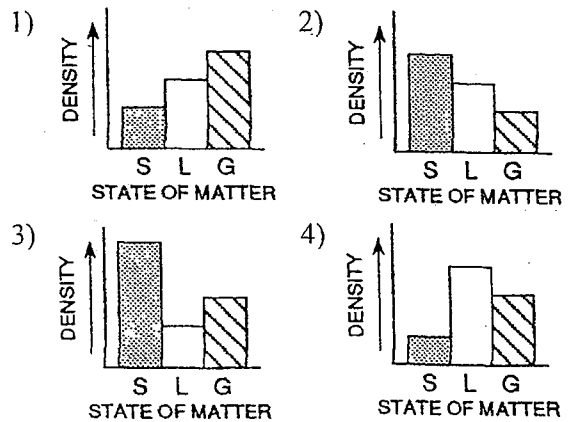 1)
DENSITY
S L G
STATE OF MATTER
2)
DENSITY
S L G
STATE OF MATTER
3)
DENSITY
S L G
STATE OF MATTER
4)
DENSITY
S L G
STATE OF MATTER